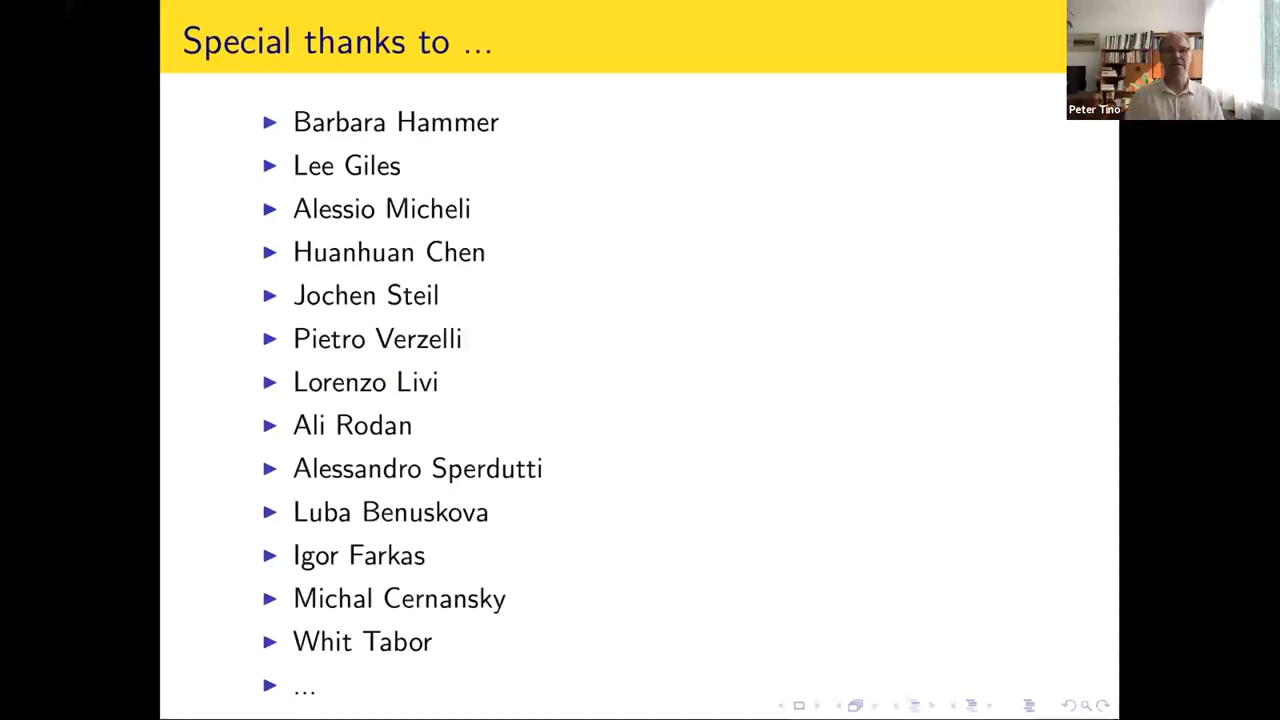 Special thanks to ...
Peter Tino
Barbara Hammer
Lee Giles
Alessio Micheli
Huanhuan Chen
Jochen Steil
Pietro Verzelli
Lorenzo Livi
Ali Rodan
Alessandro Sperdutti
Luba Benuskova
Igor Farkas
Michal Cernansky
Whit Tabor
...